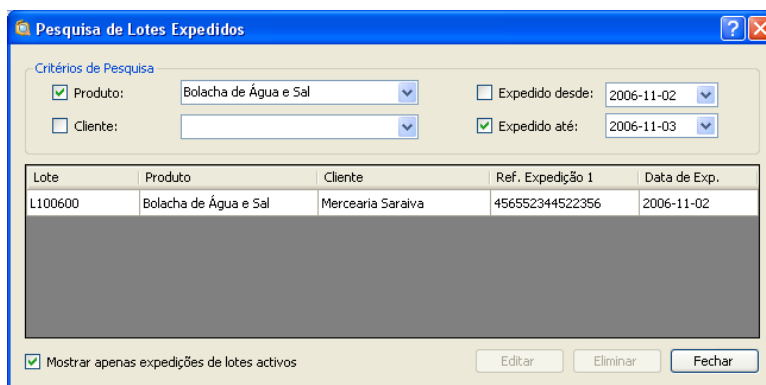 Pesquisa de Lotes Expedidos
Critérios de Pesquisa
Produto: Bolacha de Água e Sal Expedido desde: 2006-11-02
Cliente: Expedido até: 2006-11-03
Lote Produto Cliente Ref. Expedição 1 Data de Exp.
L100600 Bolacha de Água e Sal Mercearia Saraiva 456552344522356 2006-11-02
Mostrar apenas expedições de lotes activos Editar Eliminar Fechar